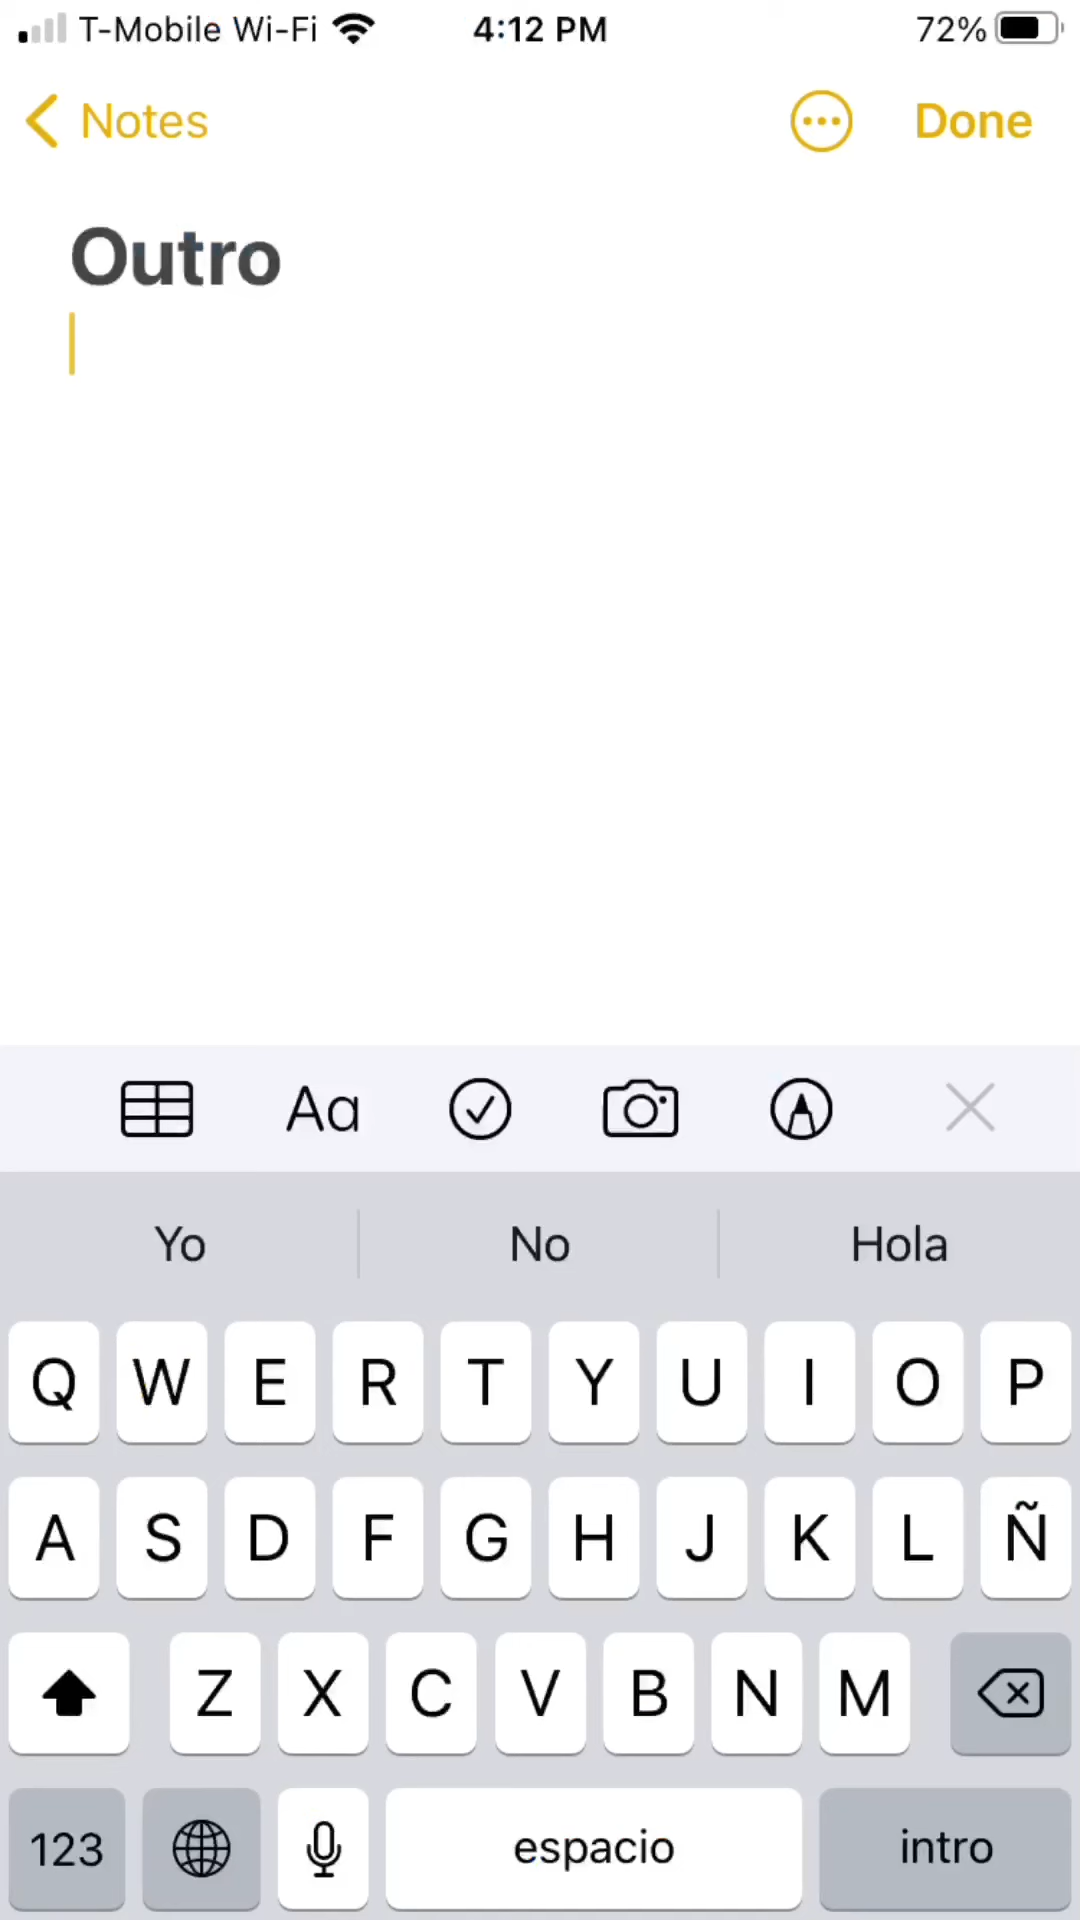 T-Mobile Wi-Fi 4:12 PM 72%
Notes Done
Outro
Aa
Yo No Hola
Q W E R T Y U I O P
A S D F G H J K L Ñ
Z X C V B N M
123 espacio intro